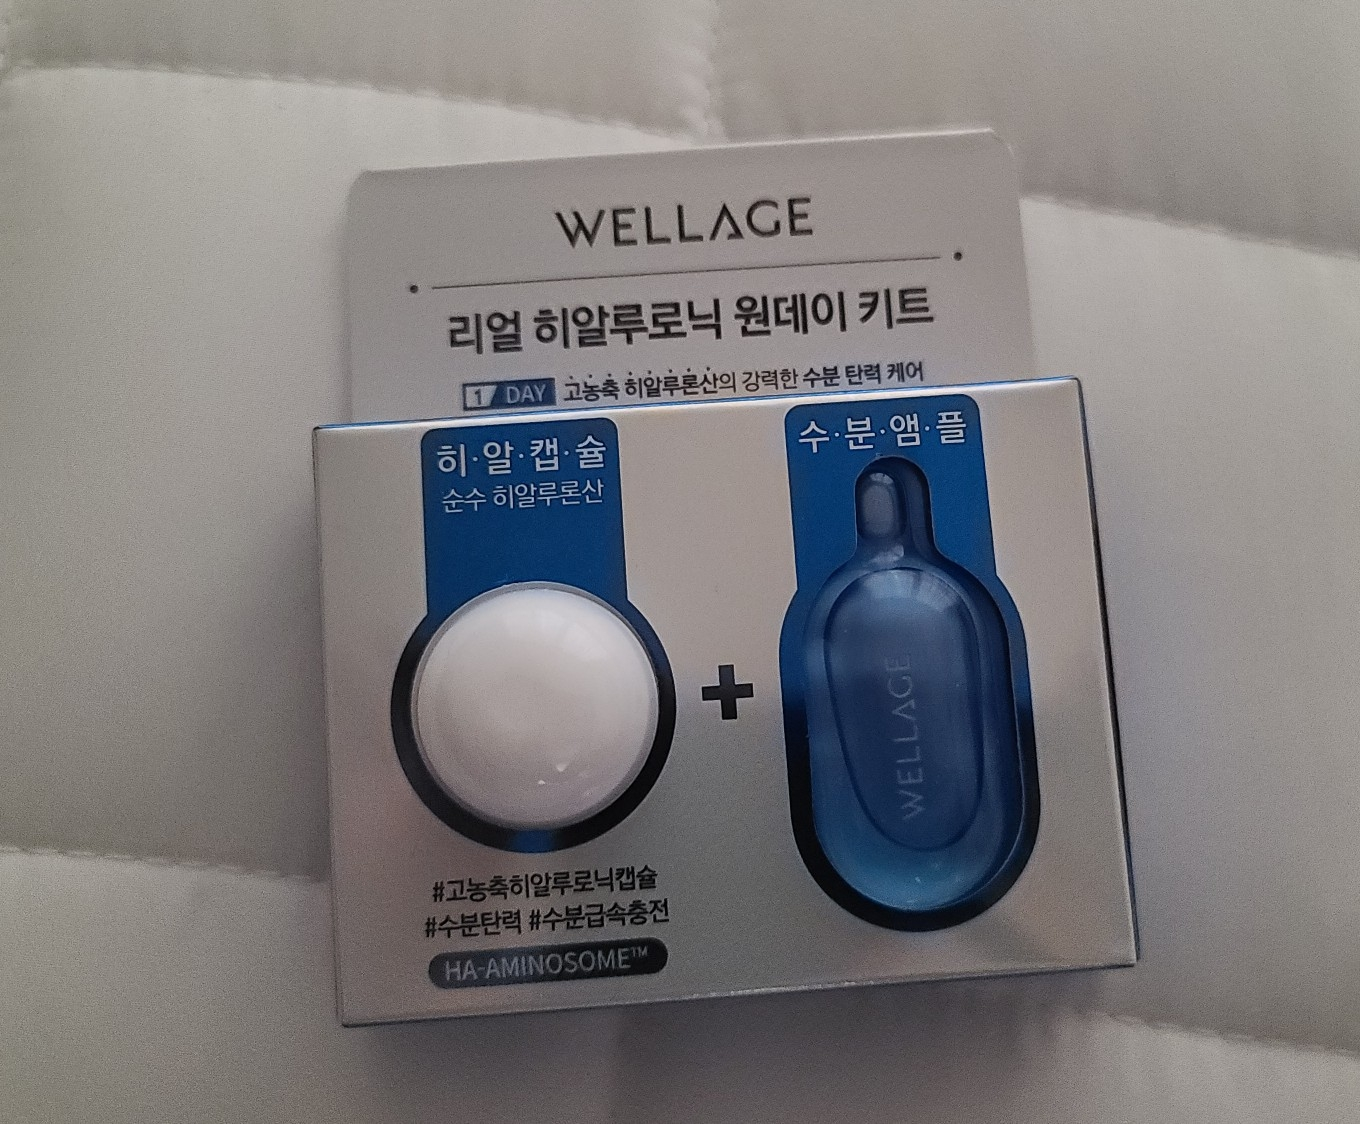 WELLAGE
리얼 히알루로닉 원데이 키트
1 DAY 고농축 히알루론산의 강력한 수분 탄력 케어
히·알·캡·슐
순수 히알루론산
수·분·앰·플
+
WELLAGE
#고농축히알루로닉캡슐
#수분탄력 #수분급속충전
HA-AMINOSOME™